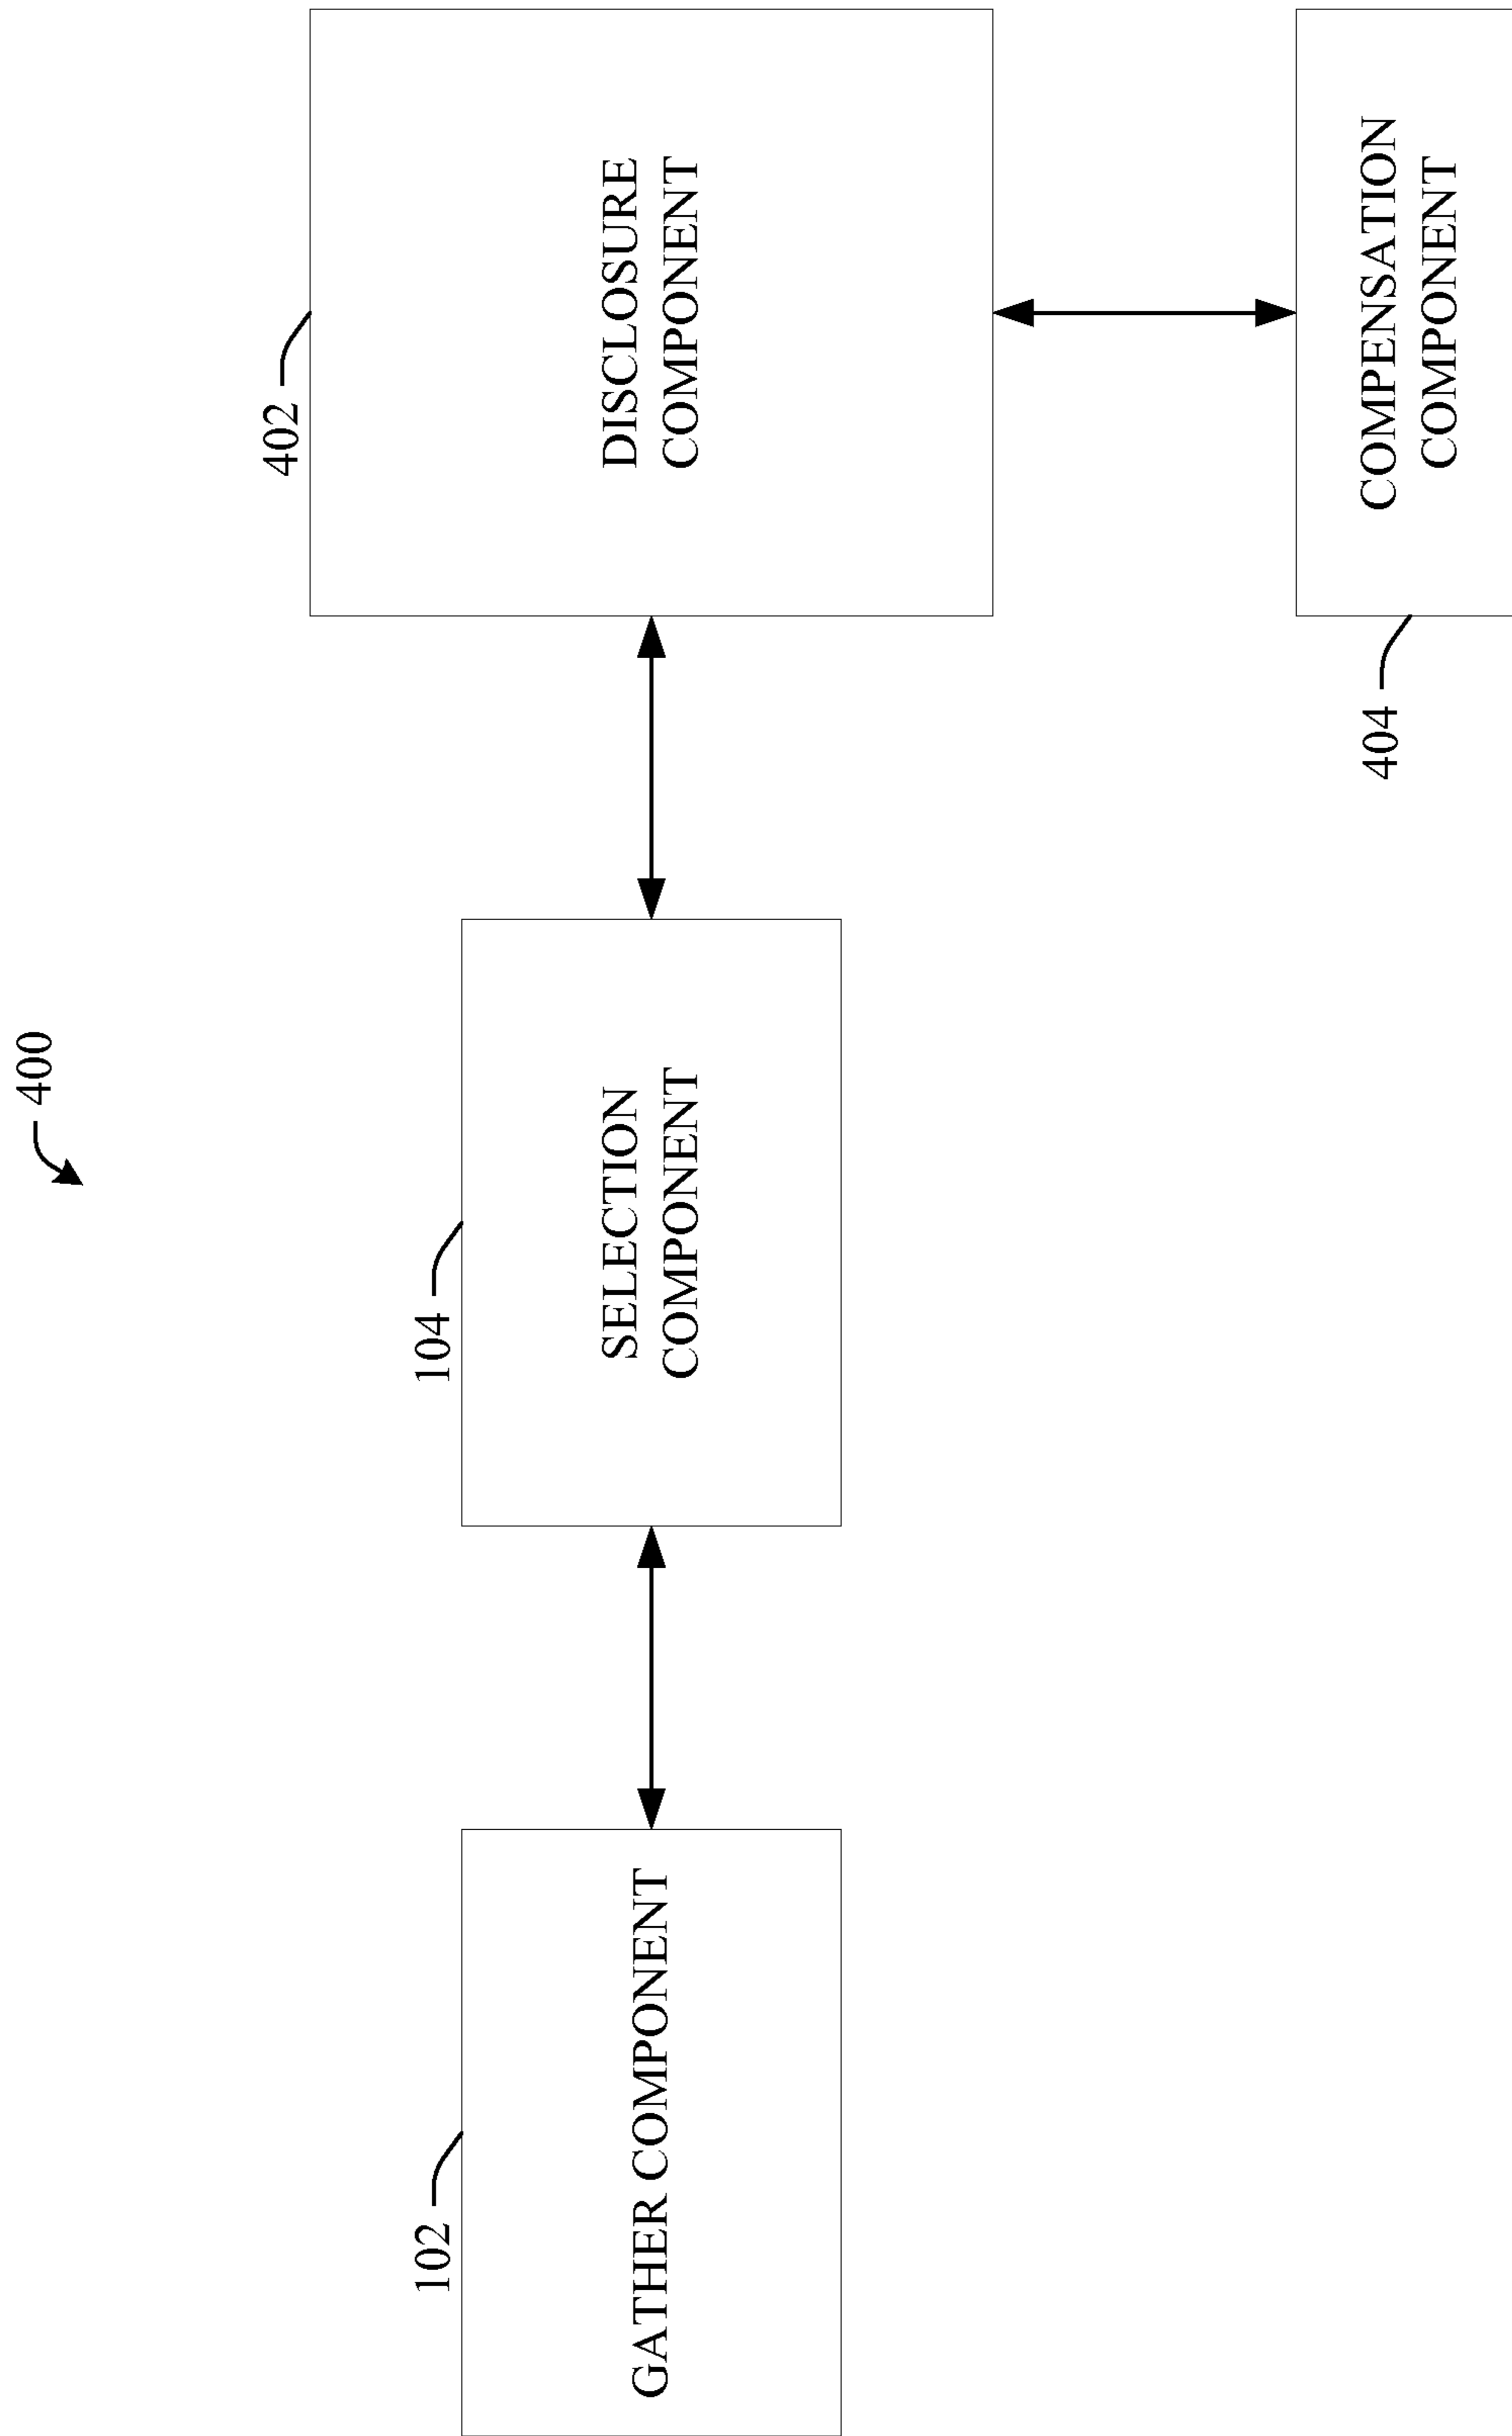 400
102
GATHER COMPONENT
104
SELECTION
COMPONENT
402
DISCLOSURE
COMPONENT
404
COMPENSATION
COMPONENT